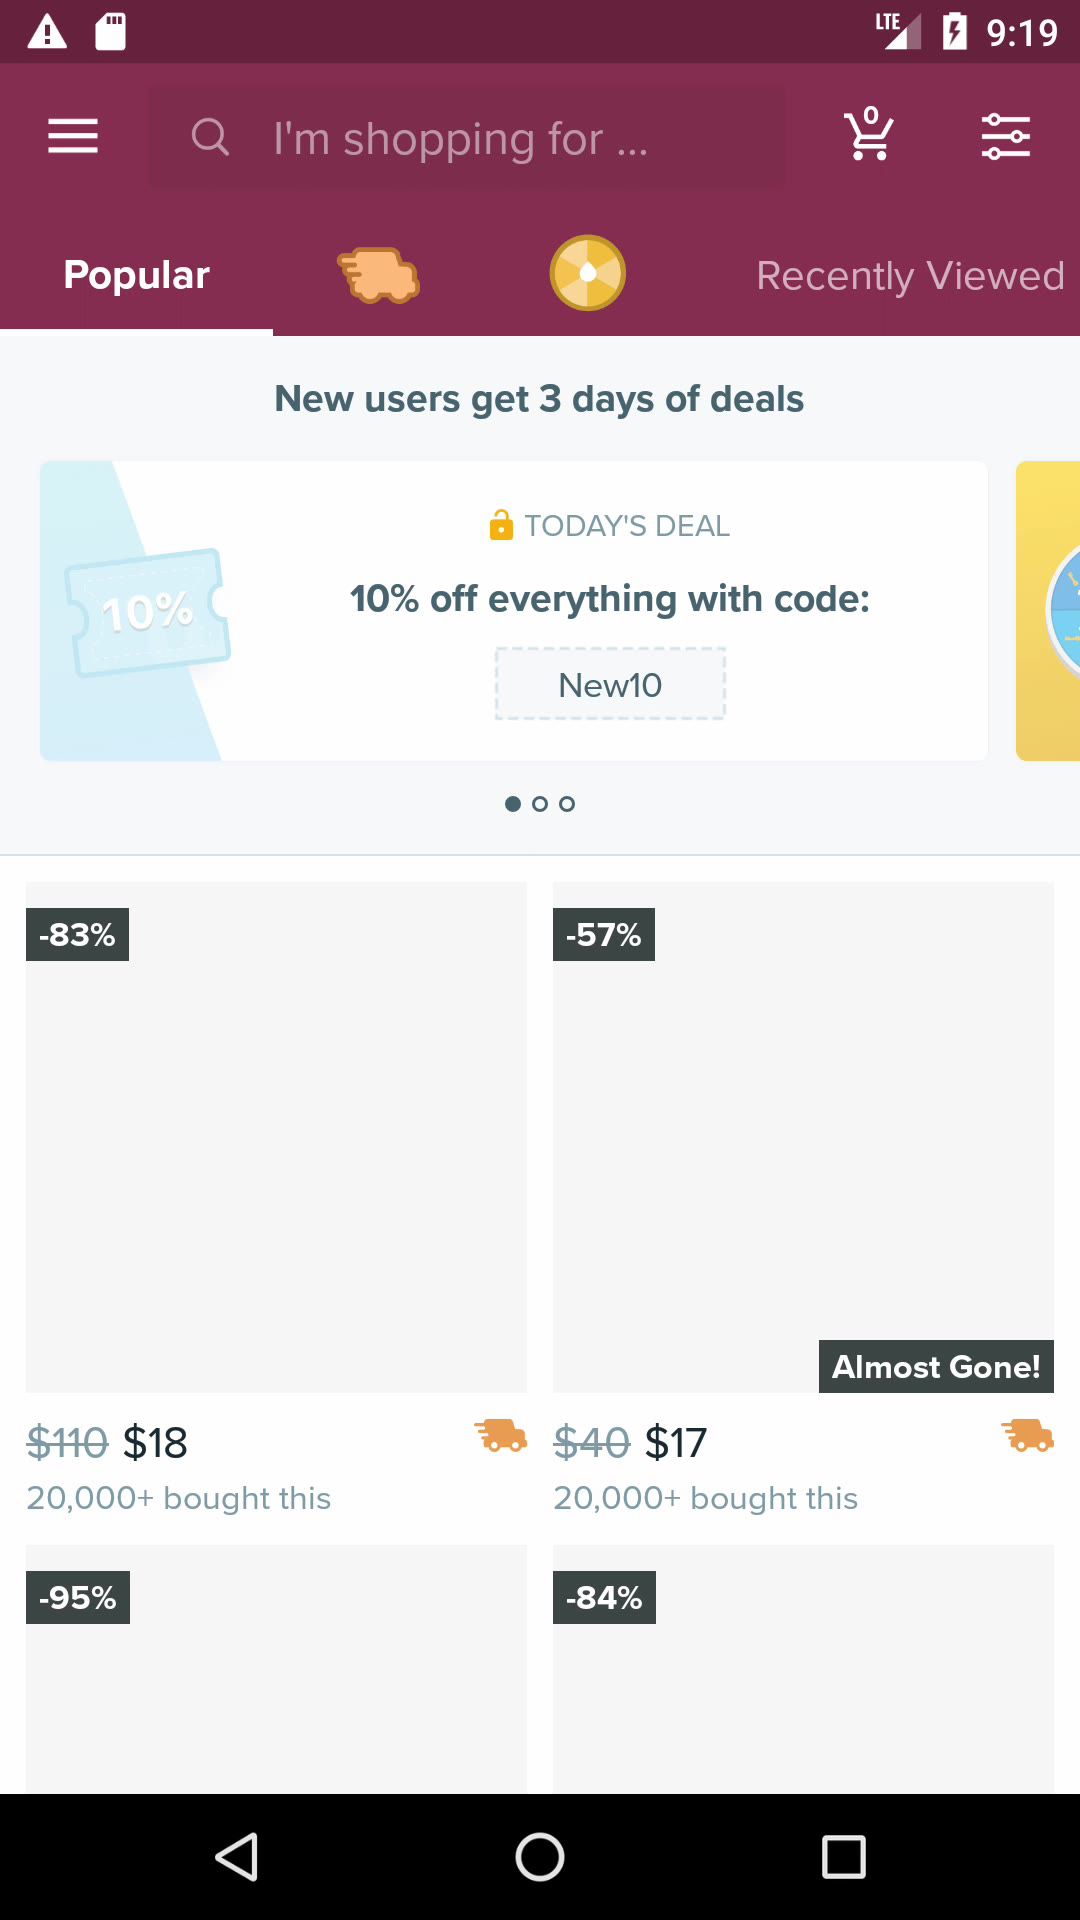 LTE 9:19
I'm shopping for ...
0
Popular
Recently Viewed
New users get 3 days of deals
TODAY'S DEAL
10%
10% off everything with code:
New10
-83%
-57%
Almost Gone!
$110 $18
$40 $17
20,000+ bought this
20,000+ bought this
-95%
-84%